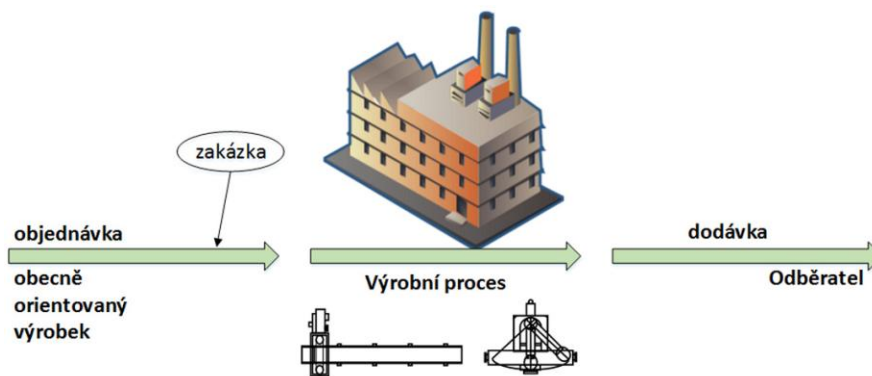 zakázka
objednávka
obecně
orientovaný
výrobek
Výrobní proces
dodávka
Odběratel